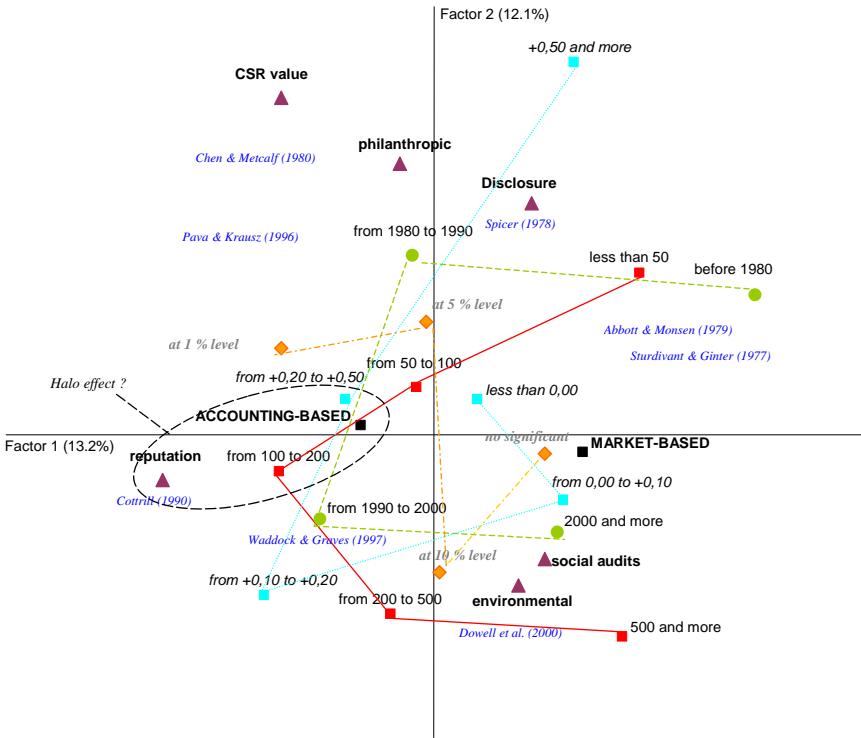 Factor 2 (12.1%)
+0,50 and more
CSR value
philanthropic
Chen & Metcalf (1980)
Disclosure
Spicer (1978)
Pava & Krausz (1996)
from 1980 to 1990
less than 50
before 1980
at 5 % level
Abbott & Monsen (1979)
at 1 % level
Sturdivant & Ginter (1977)
from 50 to 100
from +0,20 to +0,50
Halo effect ?
less than 0,00
ACCOUNTING-BASED
no significant
MARKET-BASED
Factor 1 (13.2%)
reputation
from 100 to 200
from 0,00 to +0,10
Cottrill (1990)
from 1990 to 2000
2000 and more
Waddock & Graves (1997)
at 10 % level
social audits
from +0,10 to +0,20
from 200 to 500
environmental
500 and more
Dowell et al. (2000)